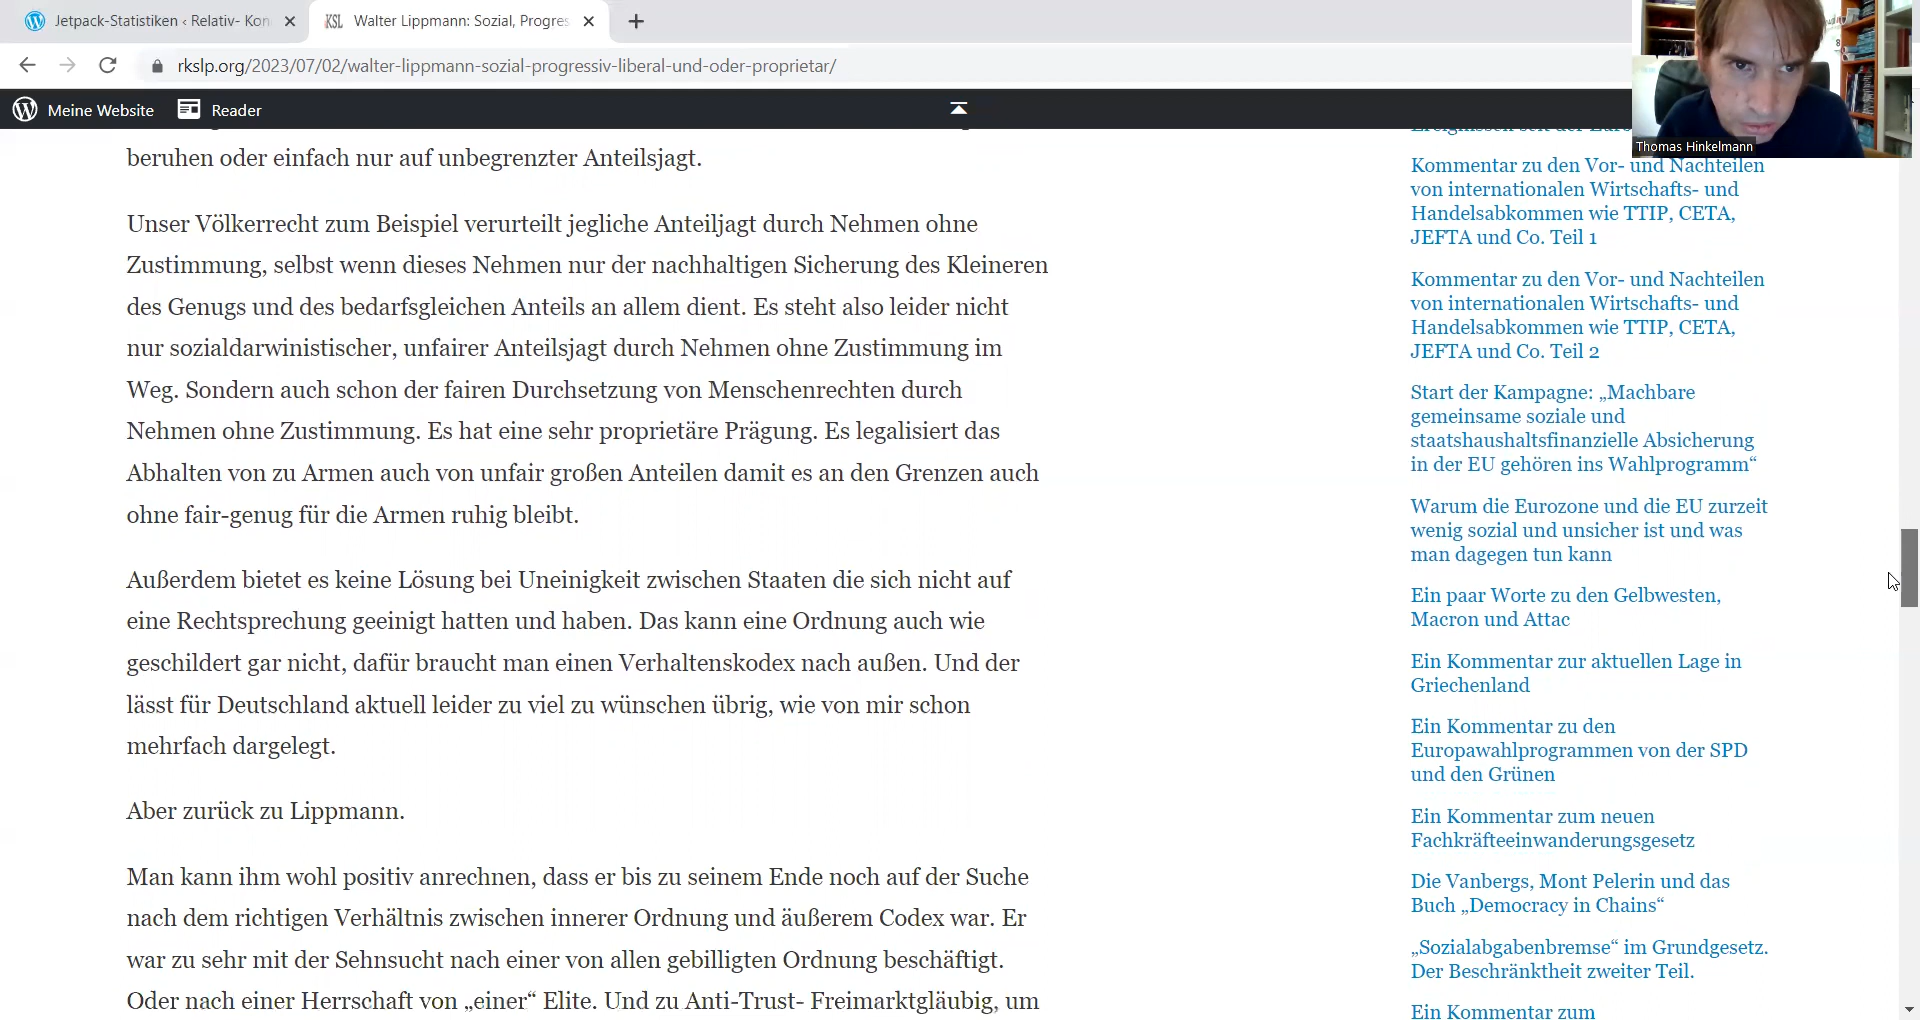 Jetpack-Statistiken ‹ Relativ- Kon
KSL Walter Lippmann: Sozial, Progres
rkslp.org/2023/07/02/walter-lippmann-sozial-progressiv-liberal-und-oder-proprietar/
Meine Website
Reader
Thomas Hinkelmann
beruhen oder einfach nur auf unbegrenzter Anteilsjagt.
Unser Völkerrecht zum Beispiel verurteilt jegliche Anteiljagt durch Nehmen ohne
Zustimmung, selbst wenn dieses Nehmen nur der nachhaltigen Sicherung des Kleineren
des Genugs und des bedarfsgleichen Anteils an allem dient. Es steht also leider nicht
nur sozialdarwinistischer, unfairer Anteilsjagt durch Nehmen ohne Zustimmung im
Weg. Sondern auch schon der fairen Durchsetzung von Menschenrechten durch
Nehmen ohne Zustimmung. Es hat eine sehr proprietäre Prägung. Es legalisiert das
Abhalten von zu Armen auch von unfair großen Anteilen damit es an den Grenzen auch
ohne fair-genug für die Armen ruhig bleibt.
Außerdem bietet es keine Lösung bei Uneinigkeit zwischen Staaten die sich nicht auf
eine Rechtsprechung geeinigt hatten und haben. Das kann eine Ordnung auch wie
geschildert gar nicht, dafür braucht man einen Verhaltenskodex nach außen. Und der
lässt für Deutschland aktuell leider zu viel zu wünschen übrig, wie von mir schon
mehrfach dargelegt.
Aber zurück zu Lippmann.
Man kann ihm wohl positiv anrechnen, dass er bis zu seinem Ende noch auf der Suche
nach dem richtigen Verhältnis zwischen innerer Ordnung und äußerem Codex war. Er
war zu sehr mit der Sehnsucht nach einer von allen gebilligten Ordnung beschäftigt.
Oder nach einer Herrschaft von „einer“ Elite. Und zu Anti-Trust- Freimarktgläubig, um
Kommentar zu den Vor- und Nachteilen
von internationalen Wirtschafts- und
Handelsabkommen wie TTIP, CETA,
JEFTA und Co. Teil 1
Kommentar zu den Vor- und Nachteilen
von internationalen Wirtschafts- und
Handelsabkommen wie TTIP, CETA,
JEFTA und Co. Teil 2
Start der Kampagne: „Machbare
gemeinsame soziale und
staatshaushaltsfinanzielle Absicherung
in der EU gehören ins Wahlprogramm“
Warum die Eurozone und die EU zurzeit
wenig sozial und unsicher ist und was
man dagegen tun kann
Ein paar Worte zu den Gelbwesten,
Macron und Attac
Ein Kommentar zur aktuellen Lage in
Griechenland
Ein Kommentar zu den
Europawahlprogrammen von der SPD
und den Grünen
Ein Kommentar zum neuen
Fachkräfteeinwanderungsgesetz
Die Vanbergs, Mont Pelerin und das
Buch „Democracy in Chains“
„Sozialabgabenbremse“ im Grundgesetz.
Der Beschränktheit zweiter Teil.
Ein Kommentar zum